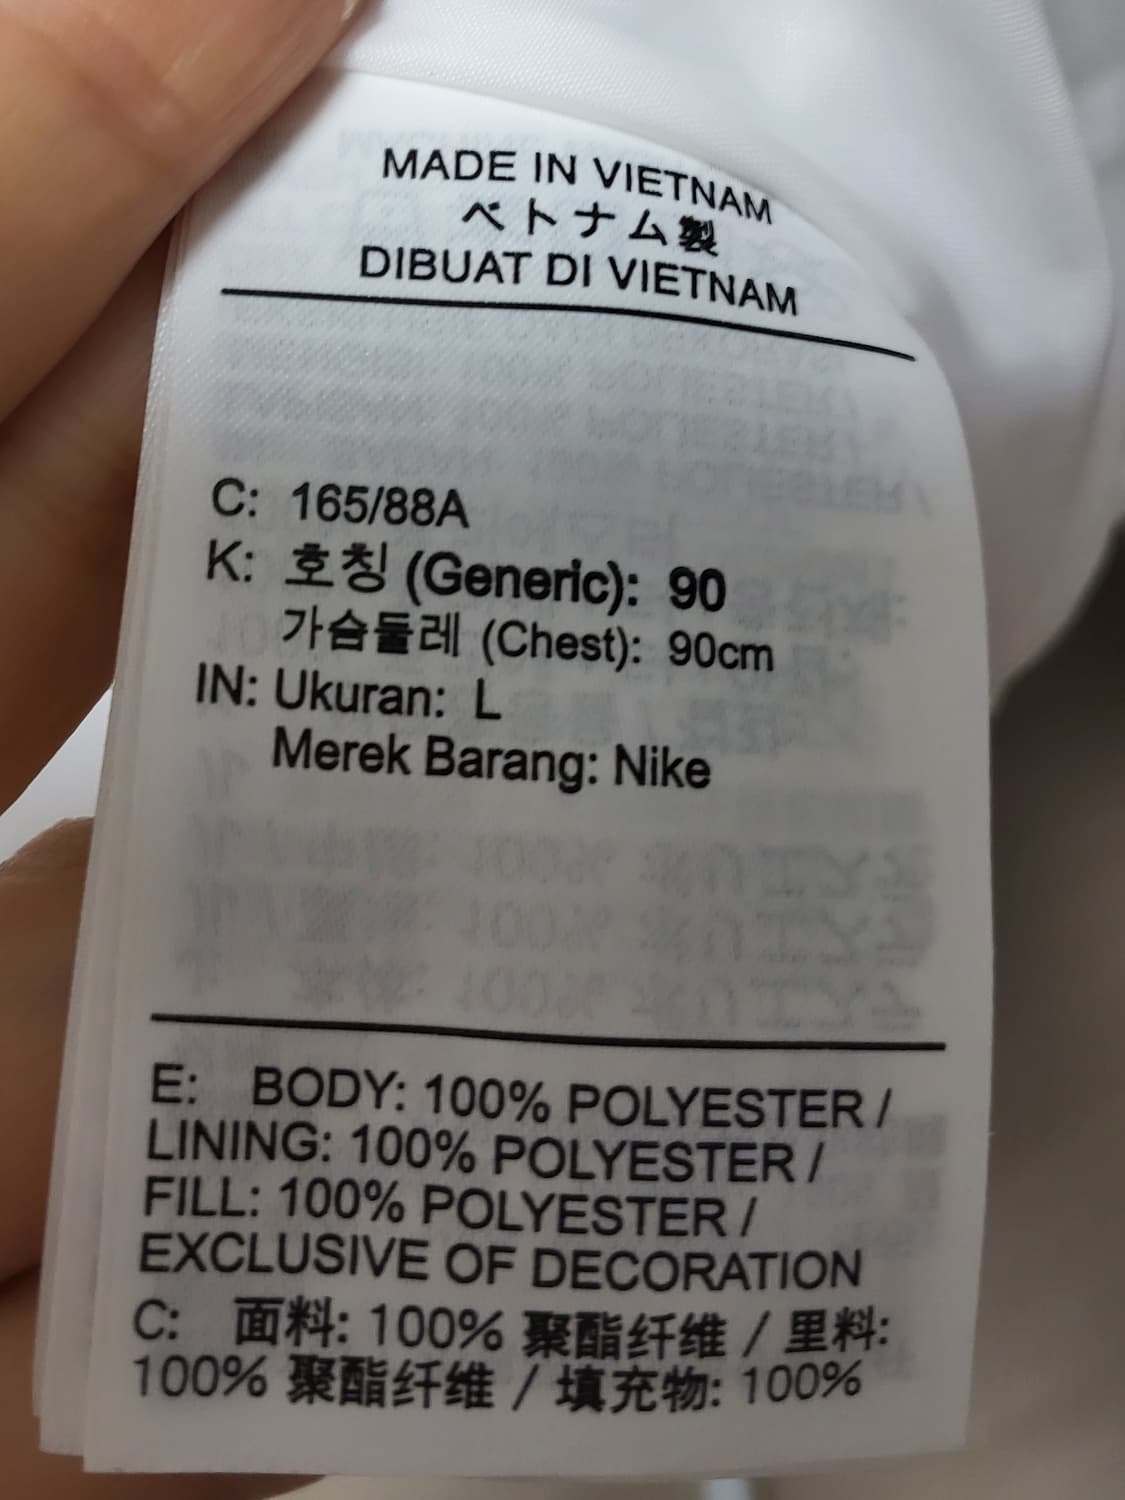 MADE IN VIETNAM
ベトナム製
DIBUAT DI VIETNAM
C: 165/88A
K: 호칭 (Generic): 90
가슴둘레 (Chest): 90cm
IN: Ukuran: L
Merek Barang: Nike
E: BODY: 100% POLYESTER /
LINING: 100% POLYESTER /
FILL: 100% POLYESTER /
EXCLUSIVE OF DECORATION
C: 面料: 100% 聚酯纤维 / 里料:
100% 聚酯纤维 / 填充物: 100%